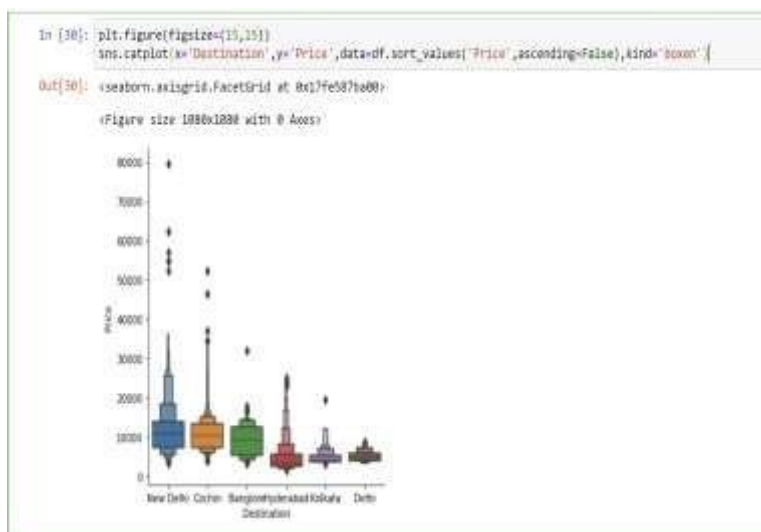 In [30]: plt.figure(figsize=(15,15))
sns.catplot(x='Destination',y='Price',data=df.sort_values('Price',ascending=False),kind='boxen')
Out[30]: <seaborn.axisgrid.FacetGrid at 0x17fe587ba00>
<Figure size 1080x1080 with 0 Axes>
80000
70000
60000
50000
40000
30000
20000
10000
0
Price
New Delhi Cochin Banglore Hyderabad Kolkata Delhi
Destination